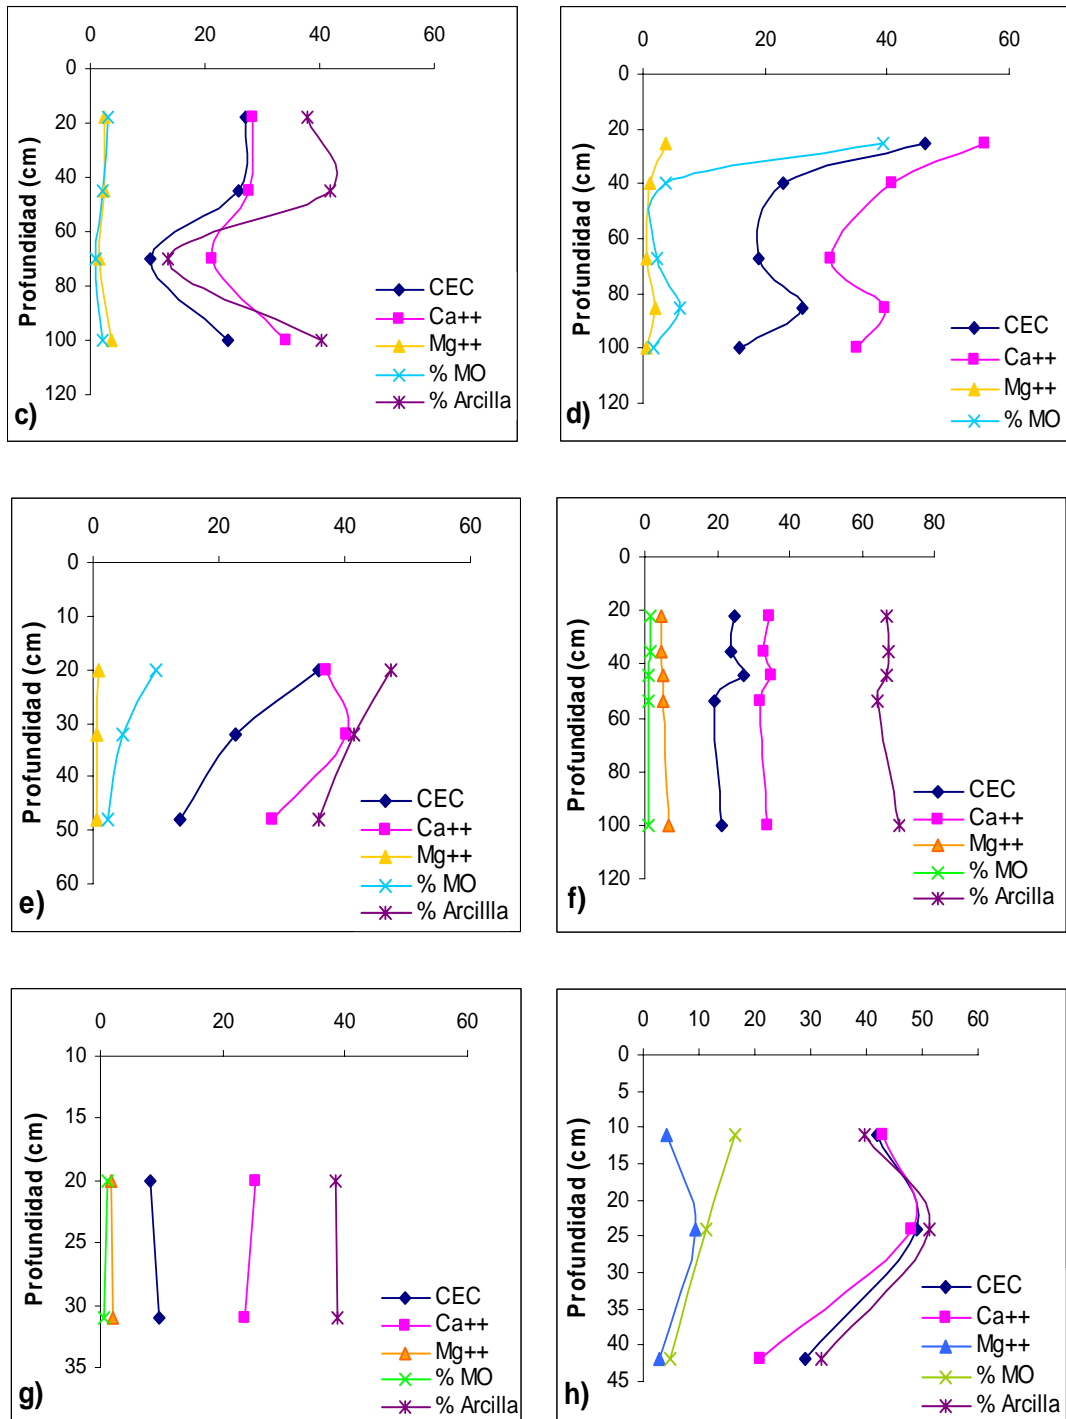 0 20 40 60
0
20
40
60
80
100
120
Profundidad (cm)
CEC
Ca++
Mg++
% MO
% Arcilla
c)
0 20 40 60
0
20
40
60
80
100
120
Profundidad (cm)
CEC
Ca++
Mg++
% MO
d)
0 20 40 60
0
10
20
30
40
50
60
Profundidad (cm)
CEC
Ca++
Mg++
% MO
% Arcillla
e)
0 20 40 60 80
0
20
40
60
80
100
120
Profundidad (cm)
CEC
Ca++
Mg++
% MO
% Arcilla
f)
0 20 40 60
10
15
20
25
30
35
Profundidad (cm)
CEC
Ca++
Mg++
% MO
% Arcilla
g)
0 10 20 30 40 50 60
0
5
10
15
20
25
30
35
40
45
Profundidad (cm)
CEC
Ca++
Mg++
% MO
% Arcilla
h)